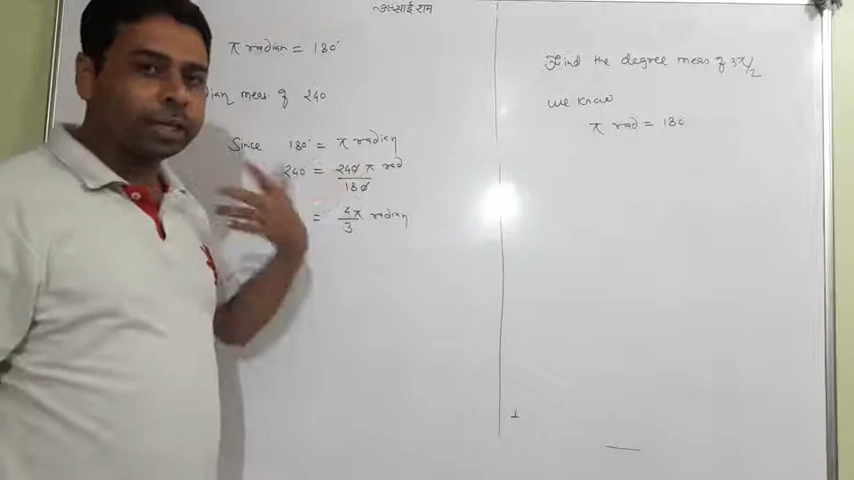 साई राम
π radian = 180°
dian meas. of 240
Since 180° = π radian
240 = 240 π rad / 180
= 4π/3 radian
Find the degree meas of 3π/2
we know
π rad = 180